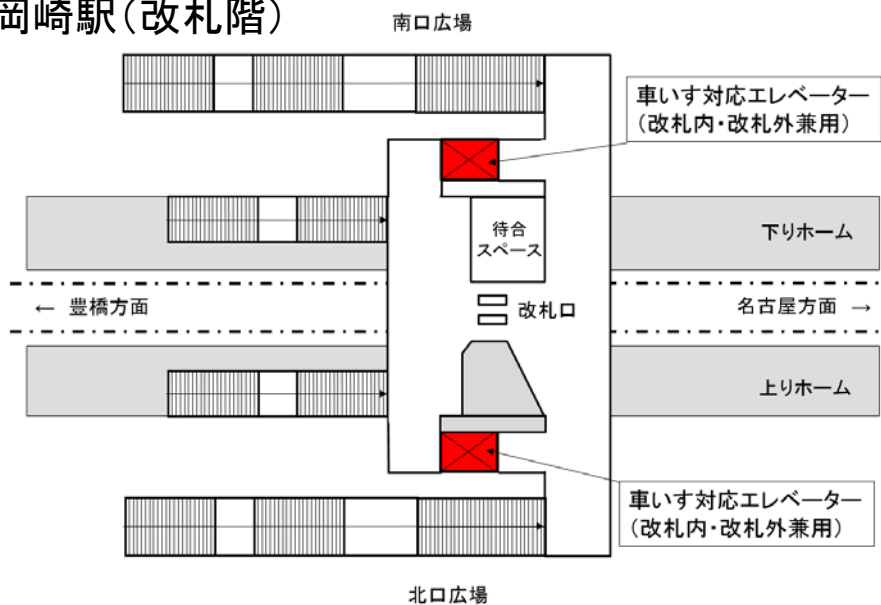 岡崎駅（改札階）
南口広場
車いす対応エレベーター
（改札内・改札外兼用）
待合
スペース
下りホーム
← 豊橋方面
改札口
名古屋方面 →
上りホーム
車いす対応エレベーター
（改札内・改札外兼用）
北口広場